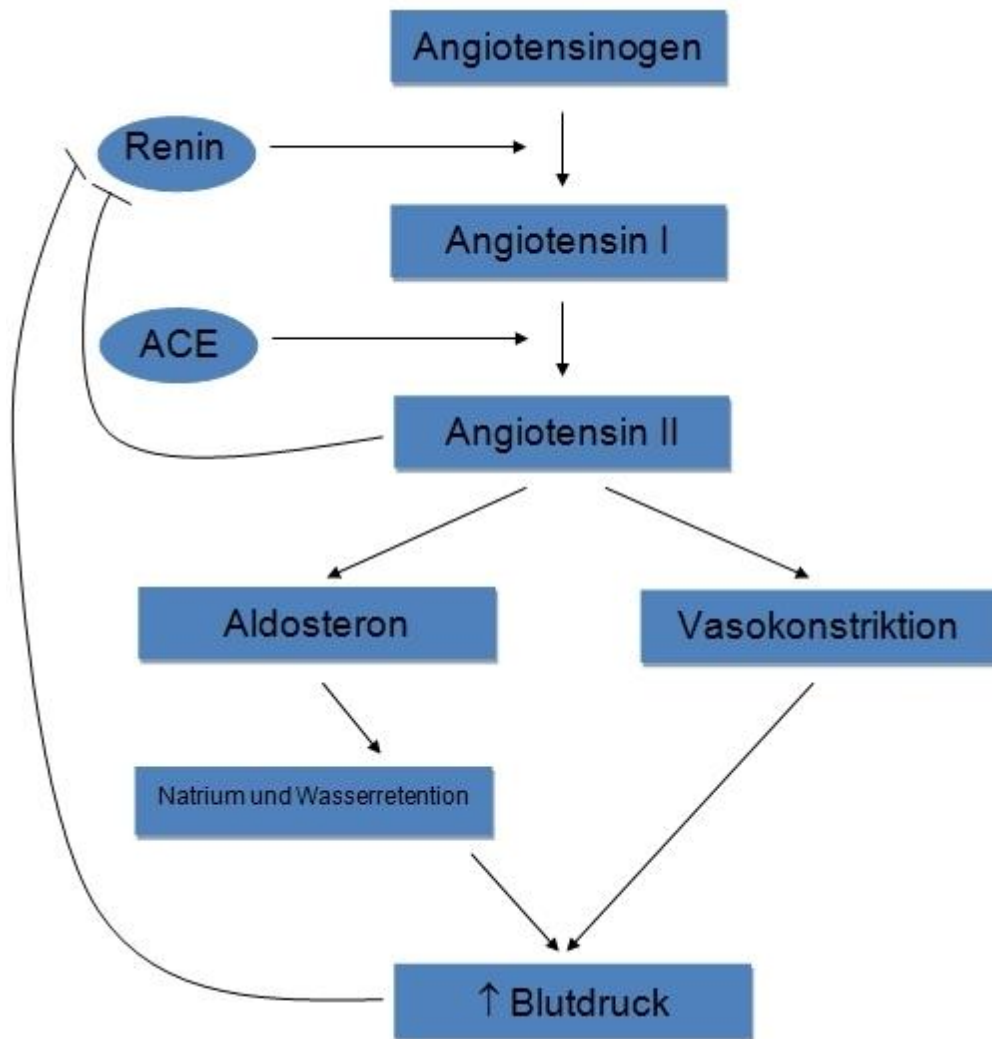 Angiotensinogen
Renin
Angiotensin I
ACE
Angiotensin II
Aldosteron
Vasokonstriktion
Natrium und Wasserretention
↑ Blutdruck